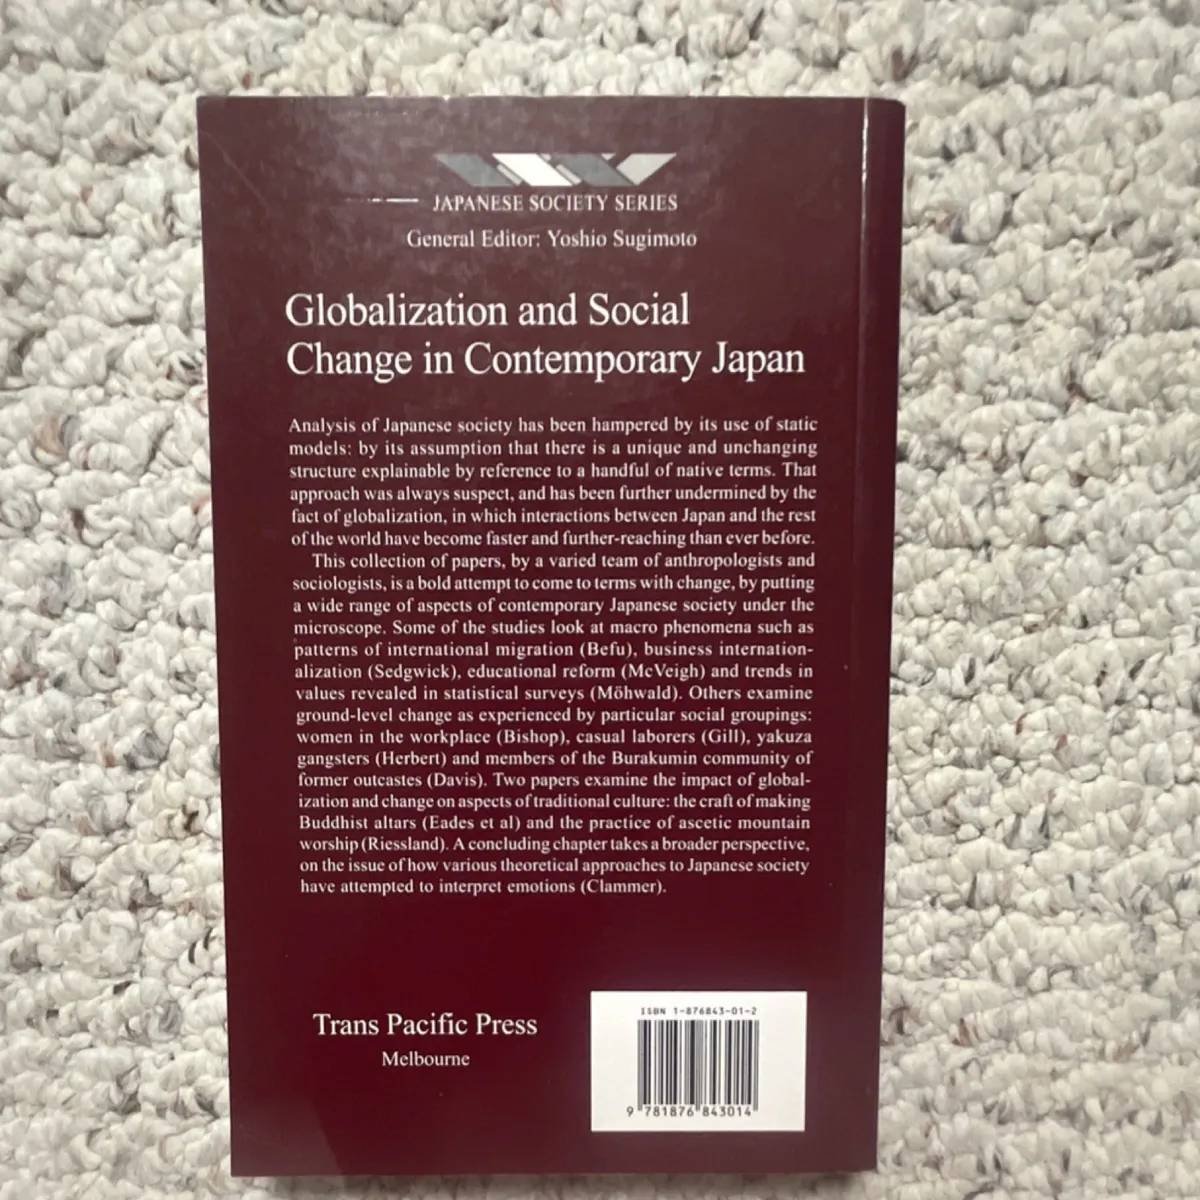 JAPANESE SOCIETY SERIES
General Editor: Yoshio Sugimoto
Globalization and Social
Change in Contemporary Japan
Analysis of Japanese society has been hampered by its use of static
models: by its assumption that there is a unique and unchanging
structure explainable by reference to a handful of native terms. That
approach was always suspect, and has been further undermined by the
fact of globalization, in which interactions between Japan and the rest
of the world have become faster and further-reaching than ever before.
This collection of papers, by a varied team of anthropologists and
sociologists, is a bold attempt to come to terms with change, by putting
a wide range of aspects of contemporary Japanese society under the
microscope. Some of the studies look at macro phenomena such as
patterns of international migration (Befu), business internation-
alization (Sedgwick), educational reform (McVeigh) and trends in
values revealed in statistical surveys (Möhwald). Others examine
ground-level change as experienced by particular social groupings:
women in the workplace (Bishop), casual laborers (Gill), yakuza
gangsters (Herbert) and members of the Burakumin community of
former outcastes (Davis). Two papers examine the impact of global-
ization and change on aspects of traditional culture: the craft of making
Buddhist altars (Eades et al) and the practice of ascetic mountain
worship (Riessland). A concluding chapter takes a broader perspective,
on the issue of how various theoretical approaches to Japanese society
have attempted to interpret emotions (Clammer).
Trans Pacific Press
Melbourne
ISBN 1-876843-01-2
9 781876 843014